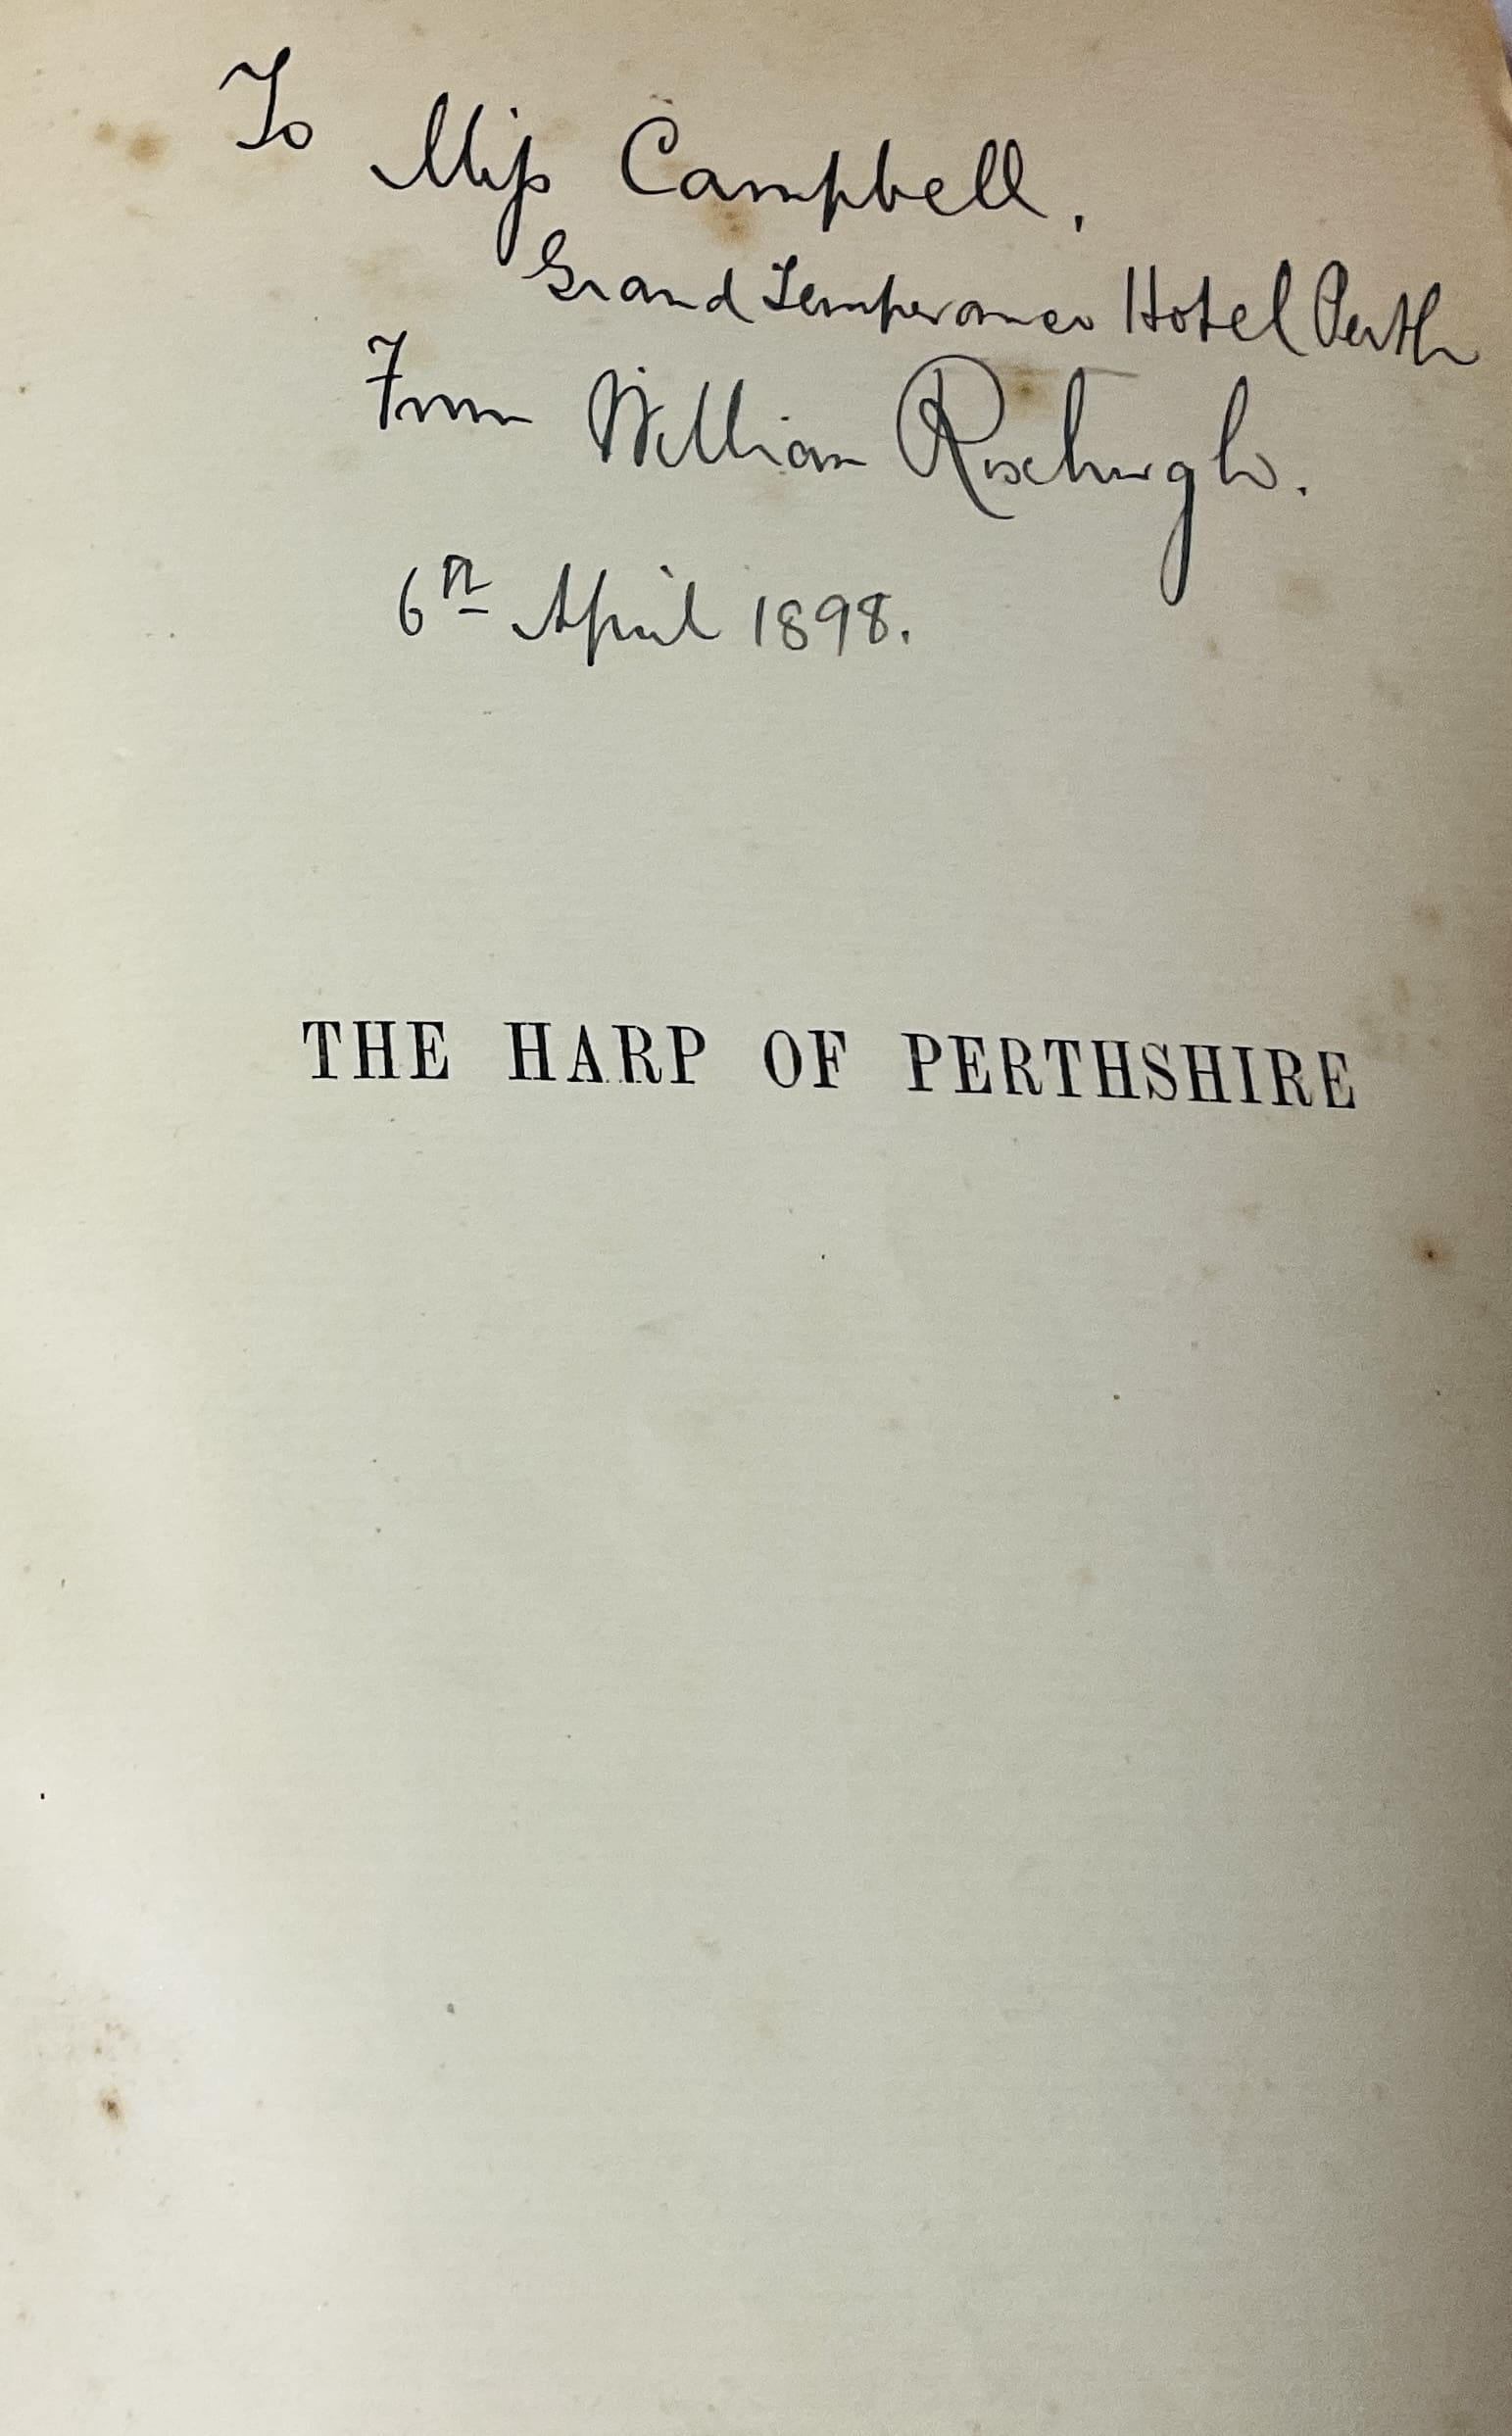 To
Miſs Campbell.
Grand Temperance Hotel Perth
From William Roxburgh.
6th April 1898.
THE HARP OF PERTHSHIRE